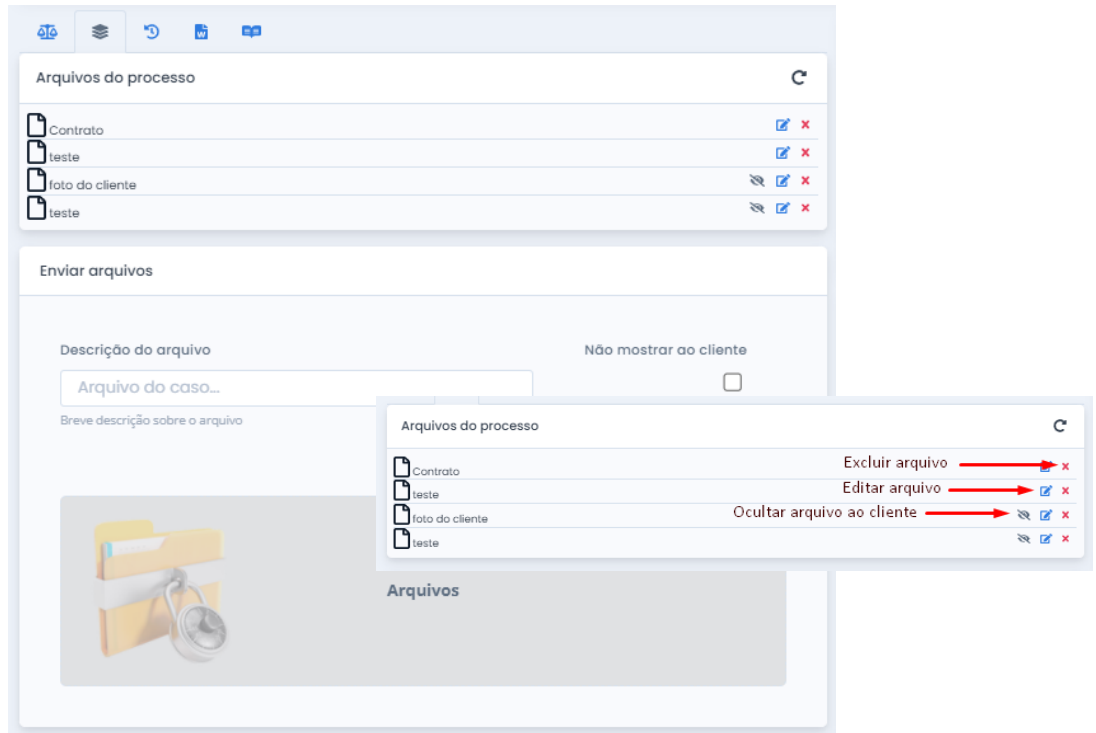 Arquivos do processo
Contrato
teste
foto do cliente
teste
Enviar arquivos
Descrição do arquivo
Não mostrar ao cliente
Arquivo do caso...
Breve descrição sobre o arquivo
Arquivos
Arquivos do processo
Contrato
Excluir arquivo
teste
Editar arquivo
foto do cliente
Ocultar arquivo ao cliente
teste